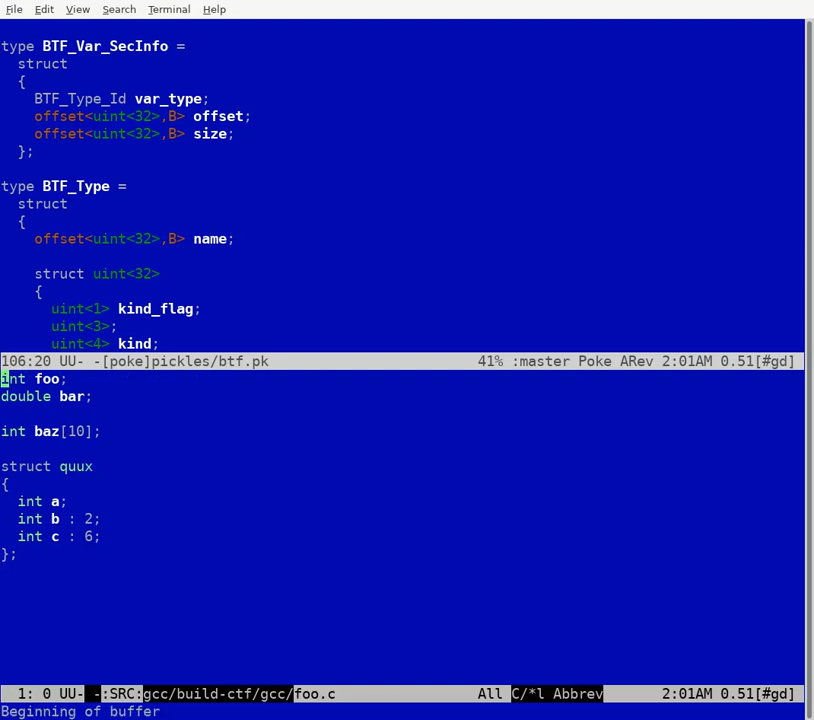 File Edit View Search Terminal Help
type BTF_Var_SecInfo =
  struct
  {
    BTF_Type_Id var_type;
    offset<uint<32>,B> offset;
    offset<uint<32>,B> size;
  };
type BTF_Type =
  struct
  {
    offset<uint<32>,B> name;
    struct uint<32>
    {
      uint<1> kind_flag;
      uint<3>;
      uint<4> kind;
106:20 UU- -[poke]pickles/btf.pk 41% :master Poke ARev 2:01AM 0.51[#gd]
int foo;
double bar;
int baz[10];
struct quux
{
  int a;
  int b : 2;
  int c : 6;
};
  1: 0 UU- -:SRC:gcc/build-ctf/gcc/foo.c All C/*l Abbrev 2:01AM 0.51[#gd]
Beginning of buffer